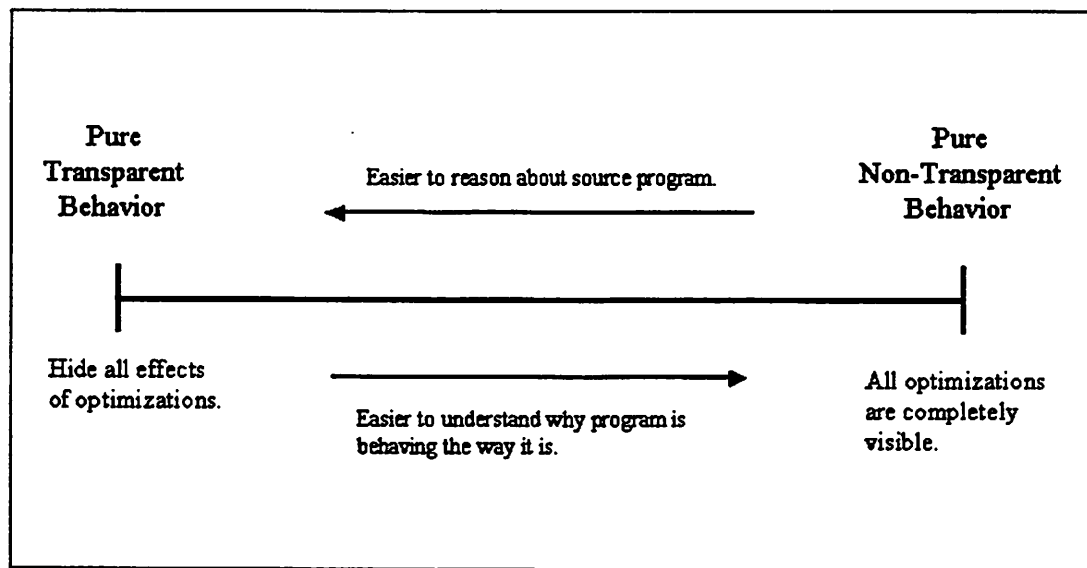 Pure
Transparent
Behavior
Easier to reason about source program.
Pure
Non-Transparent
Behavior
Hide all effects
of optimizations.
Easier to understand why program is
behaving the way it is.
All optimizations
are completely
visible.